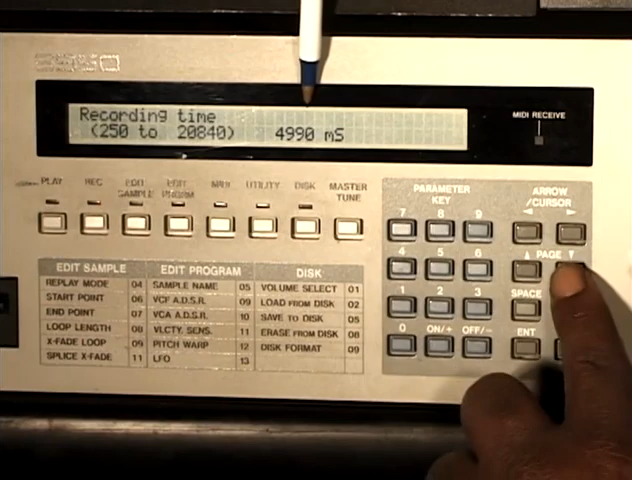 Recording time
(250 to 20840) 4990 mS
MIDI RECEIVE
PLAY
REC
EDIT SAMPLE
EDIT PROGRM
MIDI
UTILITY
DISK
MASTER TUNE
PARAMETER KEY
ARROW /CURSOR
7 8 9
4 5 6
▲ PAGE ▼
1 2 3
SPACE
0 ON/+ OFF/-
ENT
EDIT SAMPLE
REPLAY MODE 04
START POINT 06
END POINT 07
LOOP LENGTH 08
X-FADE LOOP 09
SPLICE X-FADE 11
EDIT PROGRAM
SAMPLE NAME 05
VCF A.D.S.R. 09
VCA A.D.S.R. 10
VLCTY. SENS. 11
PITCH WARP 12
LFO 13
DISK
VOLUME SELECT 01
LOAD FROM DISK 02
SAVE TO DISK 05
ERASE FROM DISK 08
DISK FORMAT 09